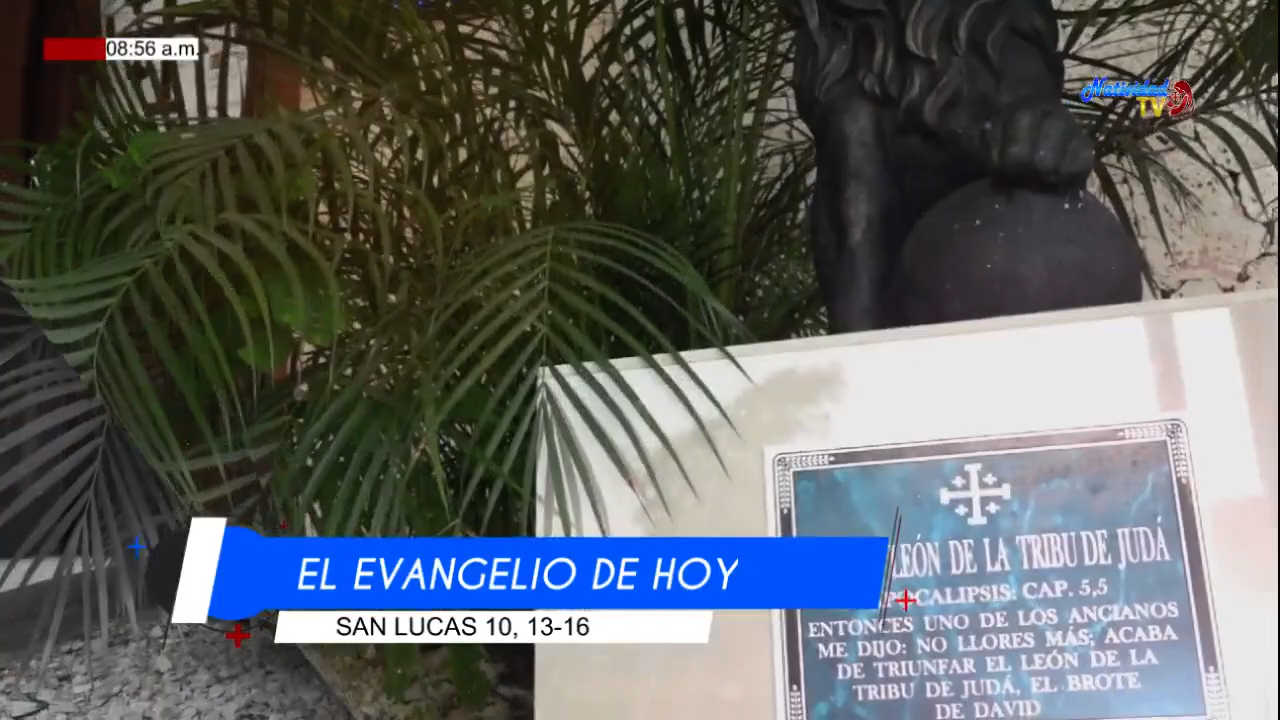 08:56 a.m.
Natividad
TV
EL EVANGELIO DE HOY
SAN LUCAS 10, 13-16
LEÓN DE LA TRIBU DE JUDÁ
CAP. 5,5
ENTONCES UNO DE LOS ANCIANOS
ME DIJO: NO LLORES MÁS; ACABA
DE TRIUNFAR EL LEÓN DE LA
TRIBU DE JUDÁ, EL BROTE
DE DAVID